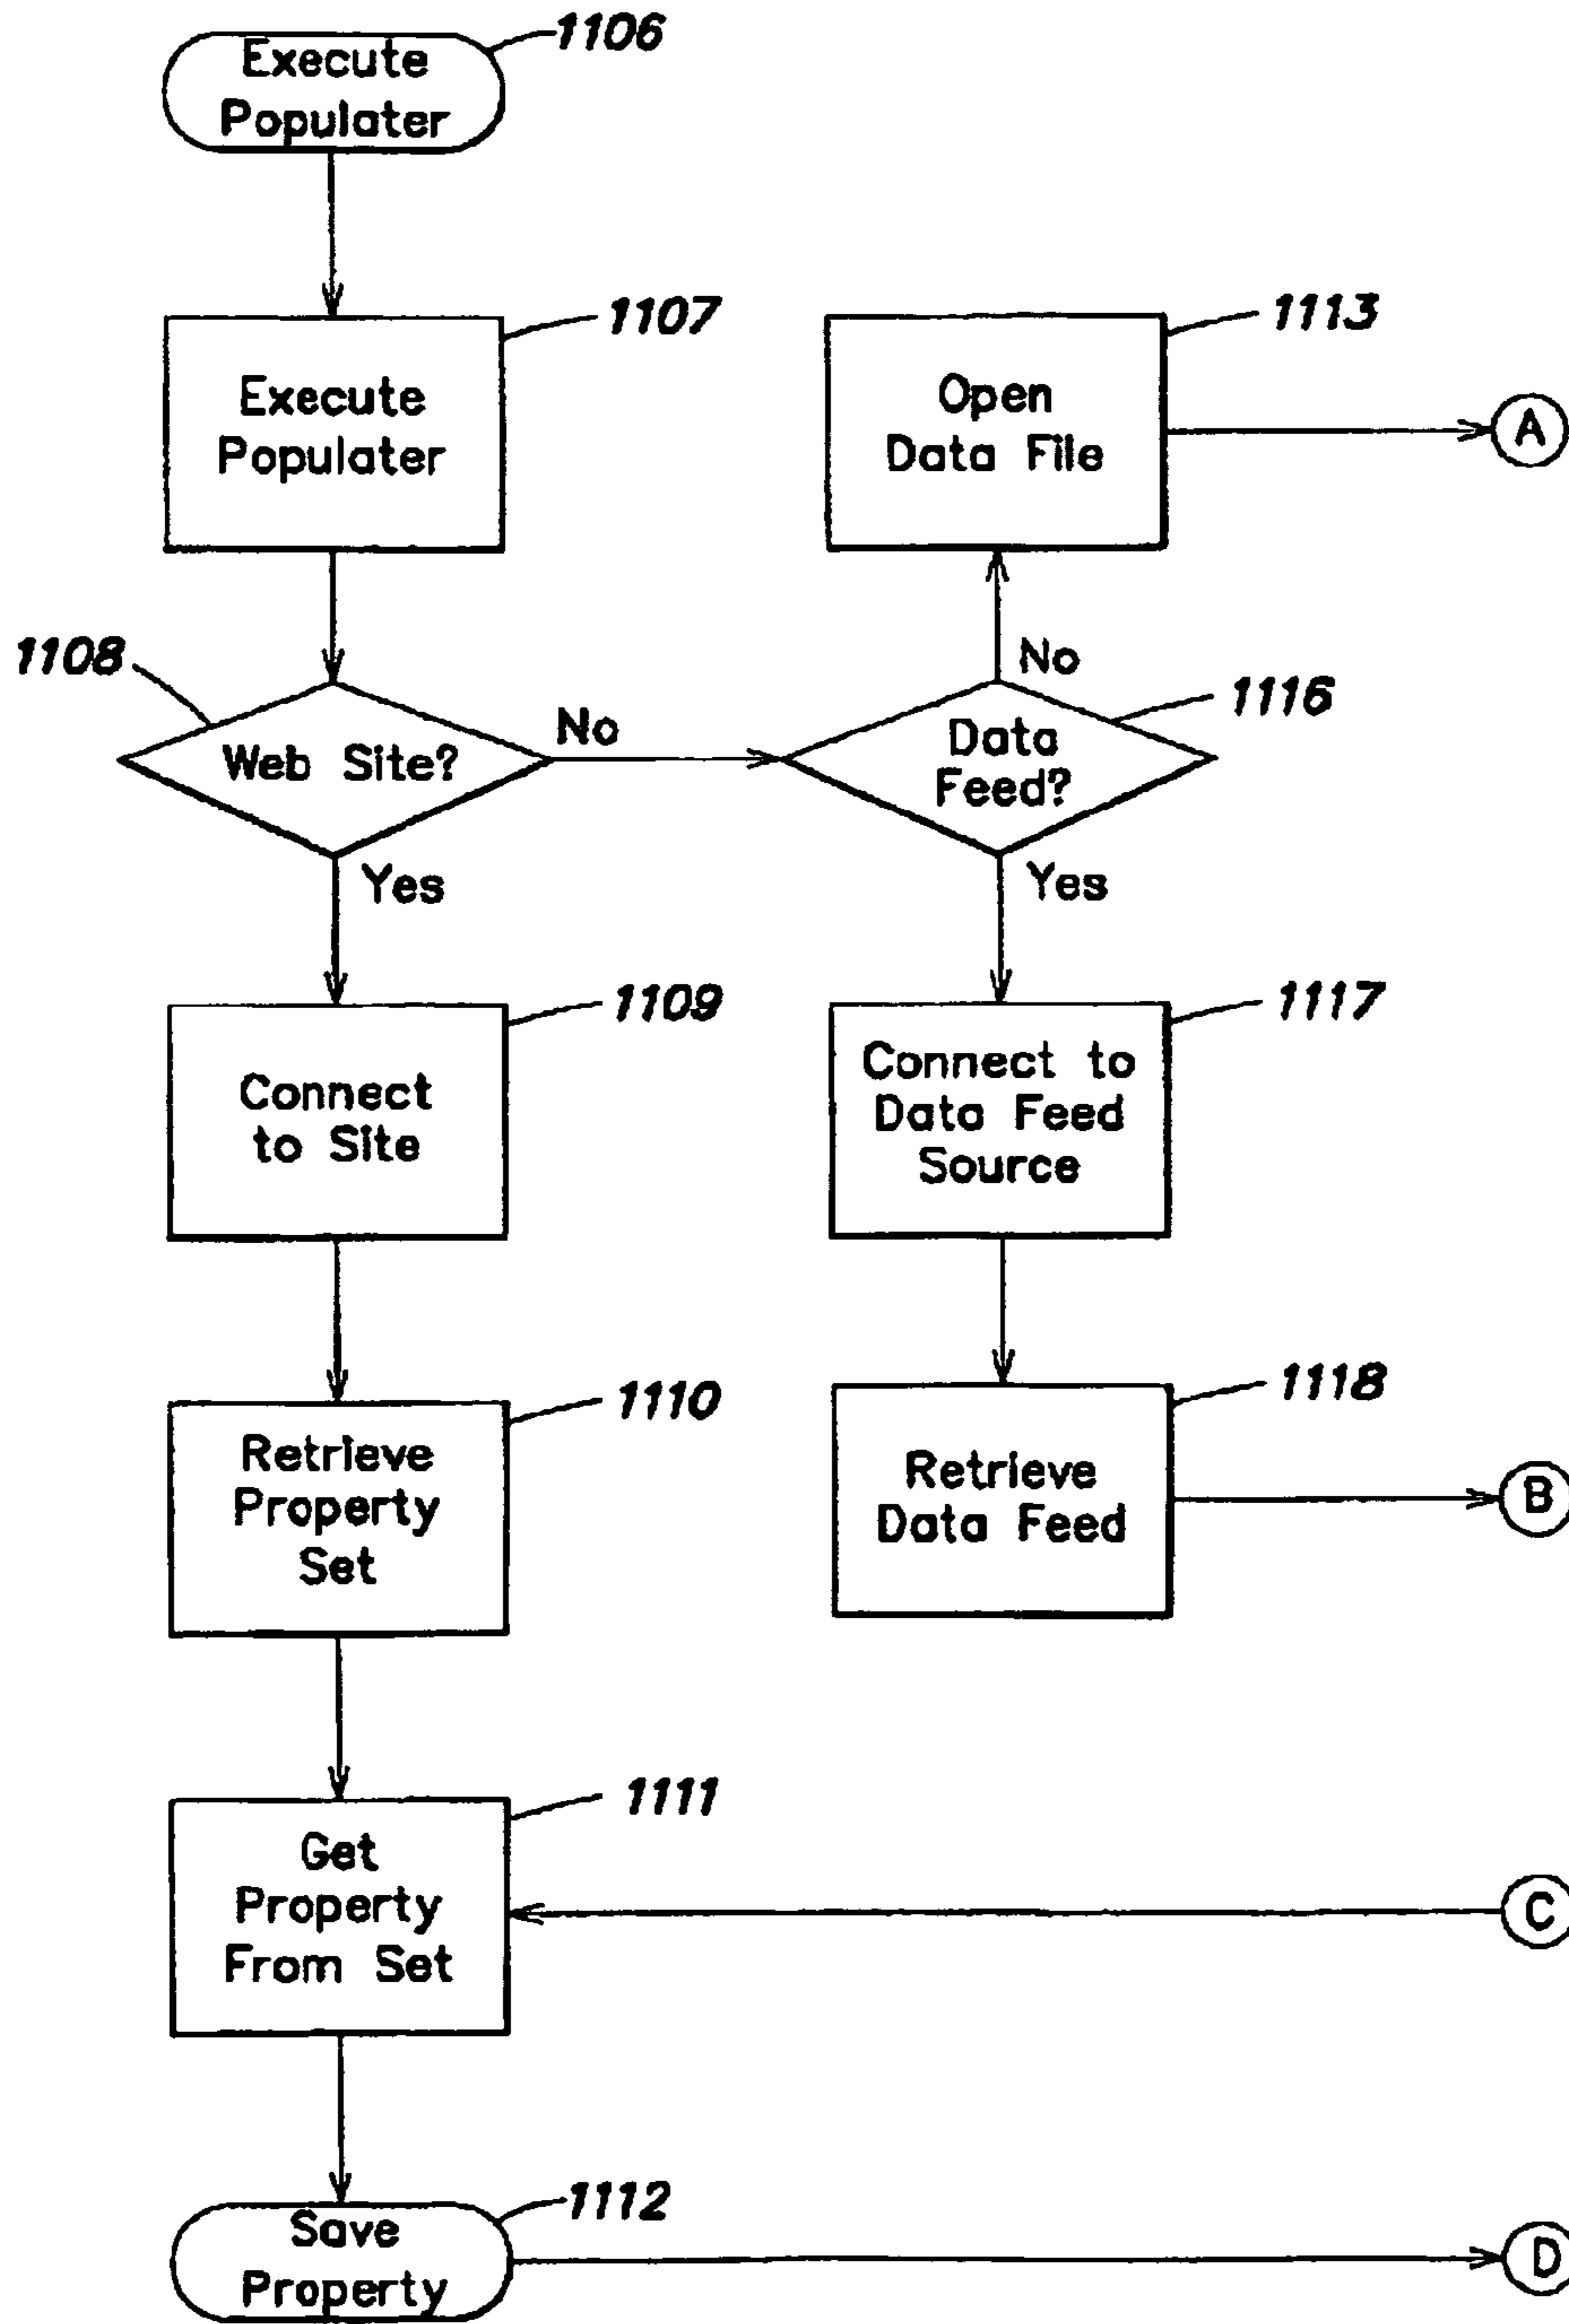 1106
Execute
Populater
1107
Execute
Populater
1113
Open
Data File
A
1108
Web Site?
No
No
1116
Data
Feed?
Yes
Yes
1109
Connect
to Site
1117
Connect to
Data Feed
Source
1110
Retrieve
Property
Set
1118
Retrieve
Data Feed
B
1111
Get
Property
From Set
C
1112
Save
Property
D